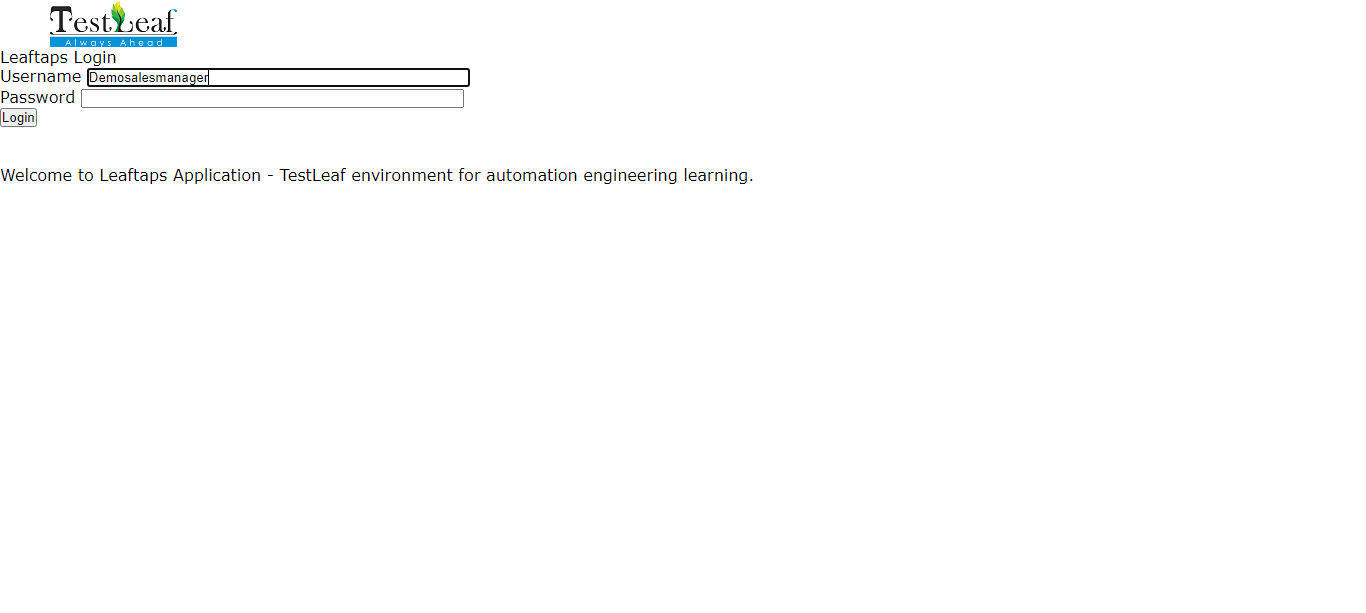 TestLeaf
Always Ahead
Leaftaps Login
Username Demosalesmanager
Password
Login
Welcome to Leaftaps Application - TestLeaf environment for automation engineering learning.